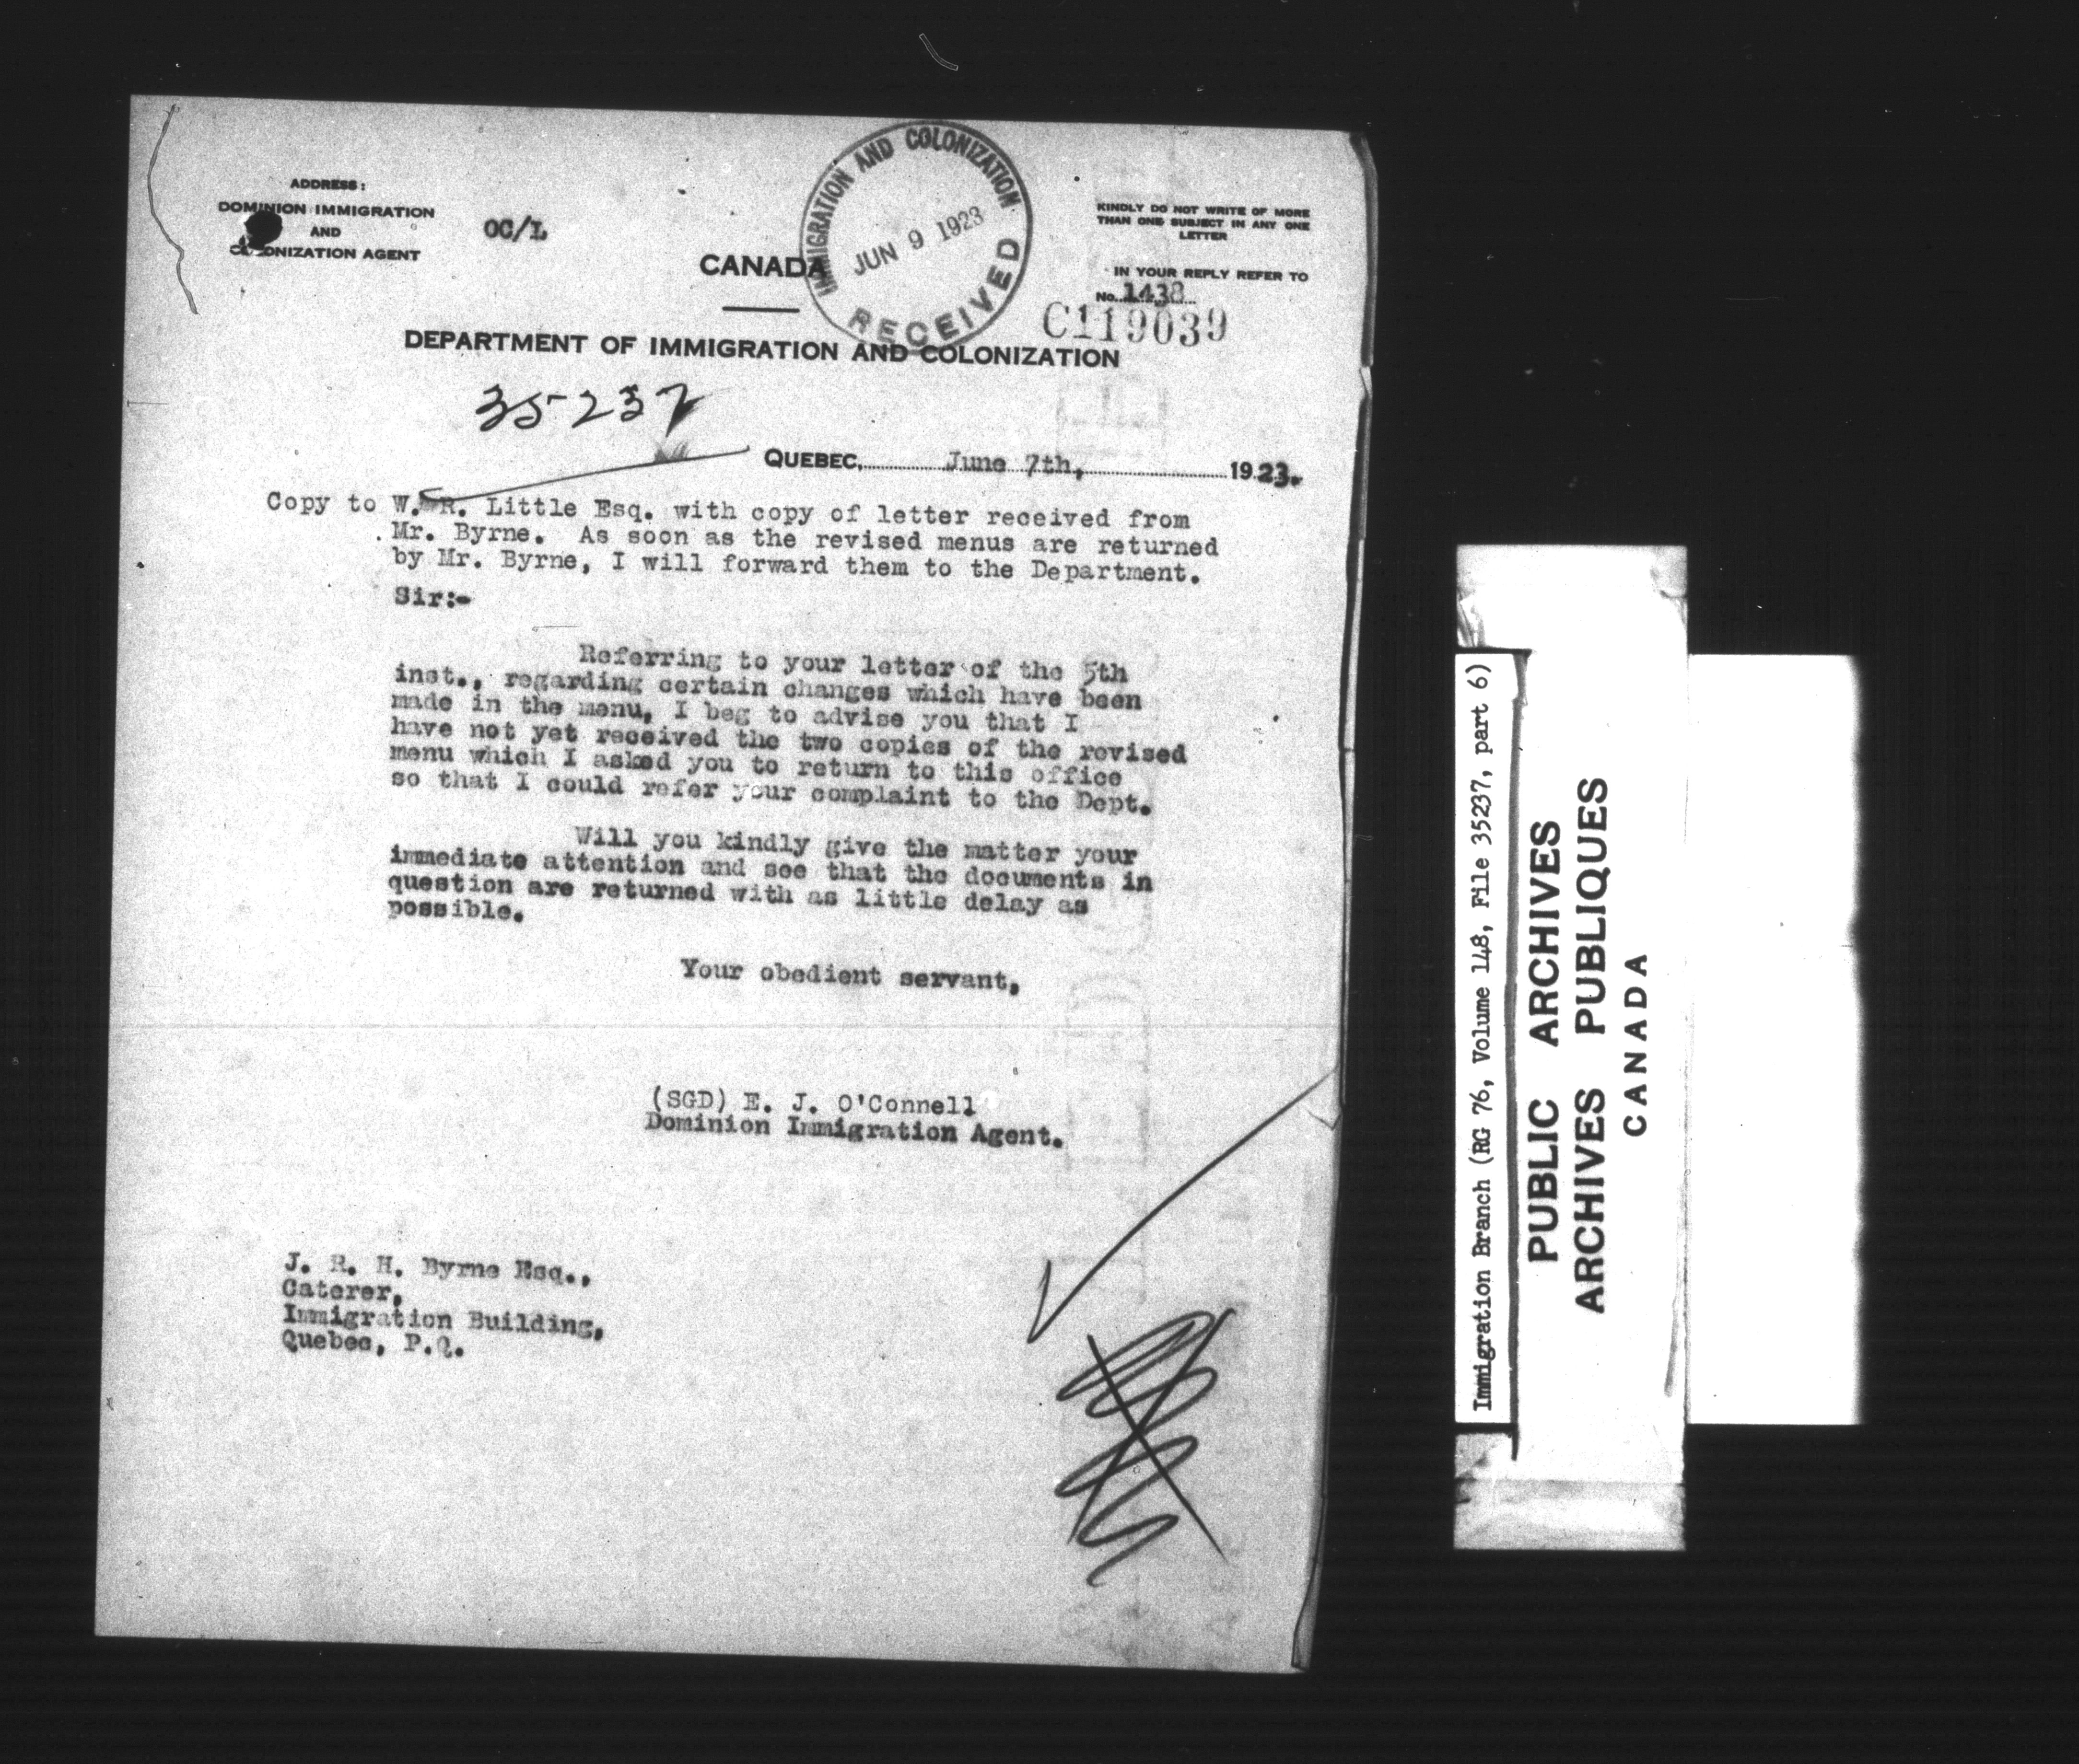 ADDRESS:
DOMINION IMMIGRATION
AND
COLONIZATION AGENT
OC/L
IMMIGRATION AND COLONIZATION
JUN 9 1923
RECEIVED
KINDLY DO NOT WRITE OF MORE
THAN ONE SUBJECT IN ANY ONE
LETTER
IN YOUR REPLY REFER TO
No. 1438
C119039
CANADA
DEPARTMENT OF IMMIGRATION AND COLONIZATION
35237
QUEBEC, June 7th, 1923.
Copy to W. R. Little Esq. with copy of letter received from
Mr. Byrne. As soon as the revised menus are returned
by Mr. Byrne, I will forward them to the Department.
Sir:-
Referring to your letter of the 5th
inst., regarding certain changes which have been
made in the menu, I beg to advise you that I
have not yet received the two copies of the revised
menu which I asked you to return to this office
so that I could refer your complaint to the Dept.
Will you kindly give the matter your
immediate attention and see that the documents in
question are returned with as little delay as
possible.
Your obedient servant,
(SGD) E. J. O'Connell
Dominion Immigration Agent.
J. R. H. Byrne Esq.,
Caterer,
Immigration Building,
Quebec, P.Q.
Immigration Branch (RG 76, Volume 148, File 35237, part 6)
PUBLIC ARCHIVES
ARCHIVES PUBLIQUES
CANADA